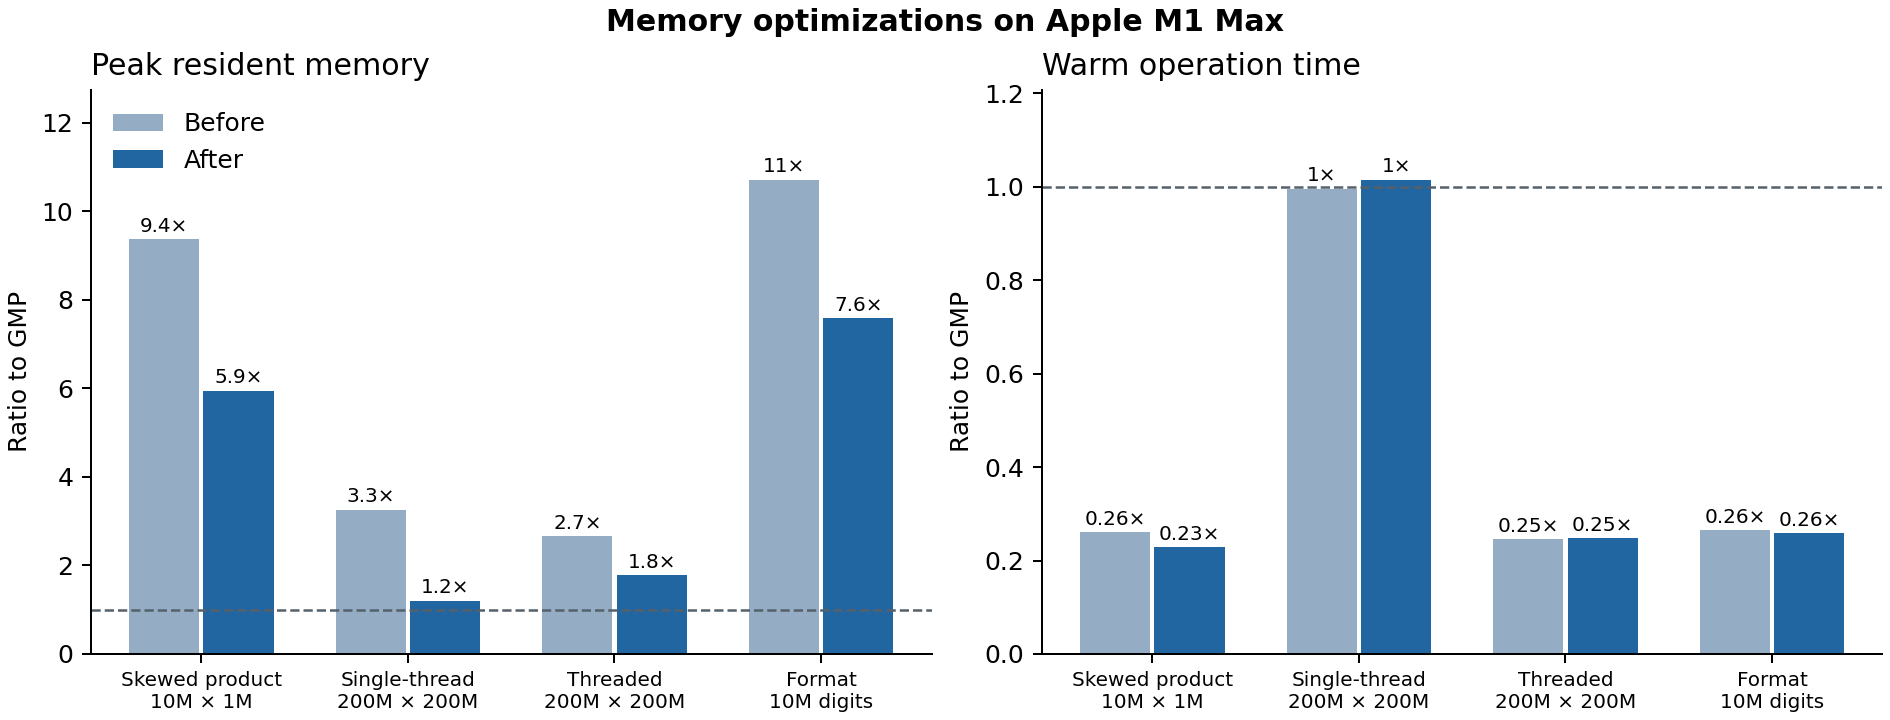 Memory optimizations on Apple M1 Max
Peak resident memory
Ratio to GMP
12
10
8
6
4
2
0
Before
After
9.4×
5.9×
3.3×
1.2×
2.7×
1.8×
11×
7.6×
Skewed product
10M × 1M
Single-thread
200M × 200M
Threaded
200M × 200M
Format
10M digits
Warm operation time
Ratio to GMP
1.2
1.0
0.8
0.6
0.4
0.2
0.0
0.26×
0.23×
1×
1×
0.25×
0.25×
0.26×
0.26×
Skewed product
10M × 1M
Single-thread
200M × 200M
Threaded
200M × 200M
Format
10M digits